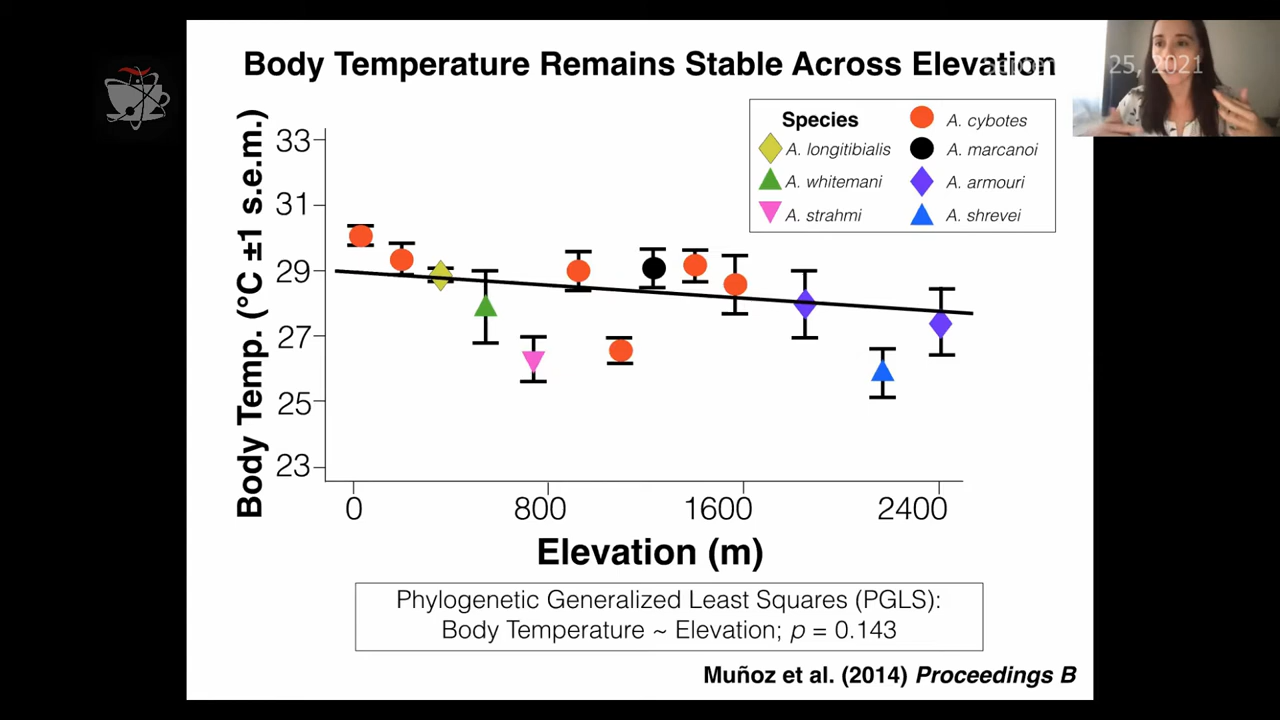 Body Temperature Remains Stable Across Elevation
25, 2021
Species
A. longitibialis
A. whitemani
A. strahmi
A. cybotes
A. marcanoi
A. armouri
A. shrevei
Body Temp. (°C ±1 s.e.m.)
33
31
29
27
25
23
0
800
1600
2400
Elevation (m)
Phylogenetic Generalized Least Squares (PGLS):
Body Temperature ~ Elevation; p = 0.143
Muñoz et al. (2014) Proceedings B